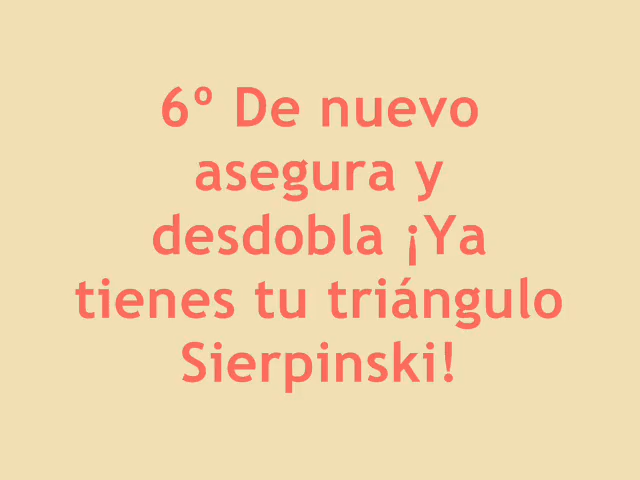 6º De nuevo
asegura y
desdobla ¡Ya
tienes tu triángulo
Sierpinski!